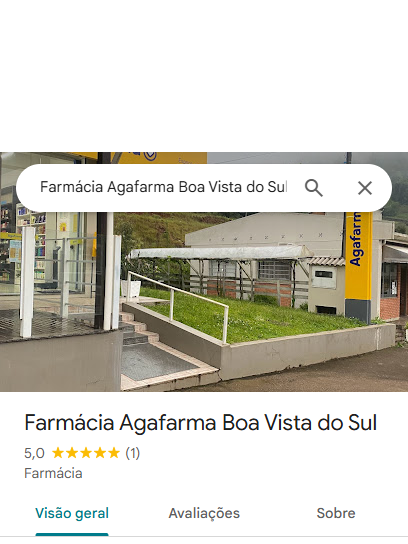 Farmácia Agafarma Boa Vista do Sul
Agafarm
Farmácia Agafarma Boa Vista do Sul
5,0 (1)
Farmácia
Visão geral Avaliações Sobre